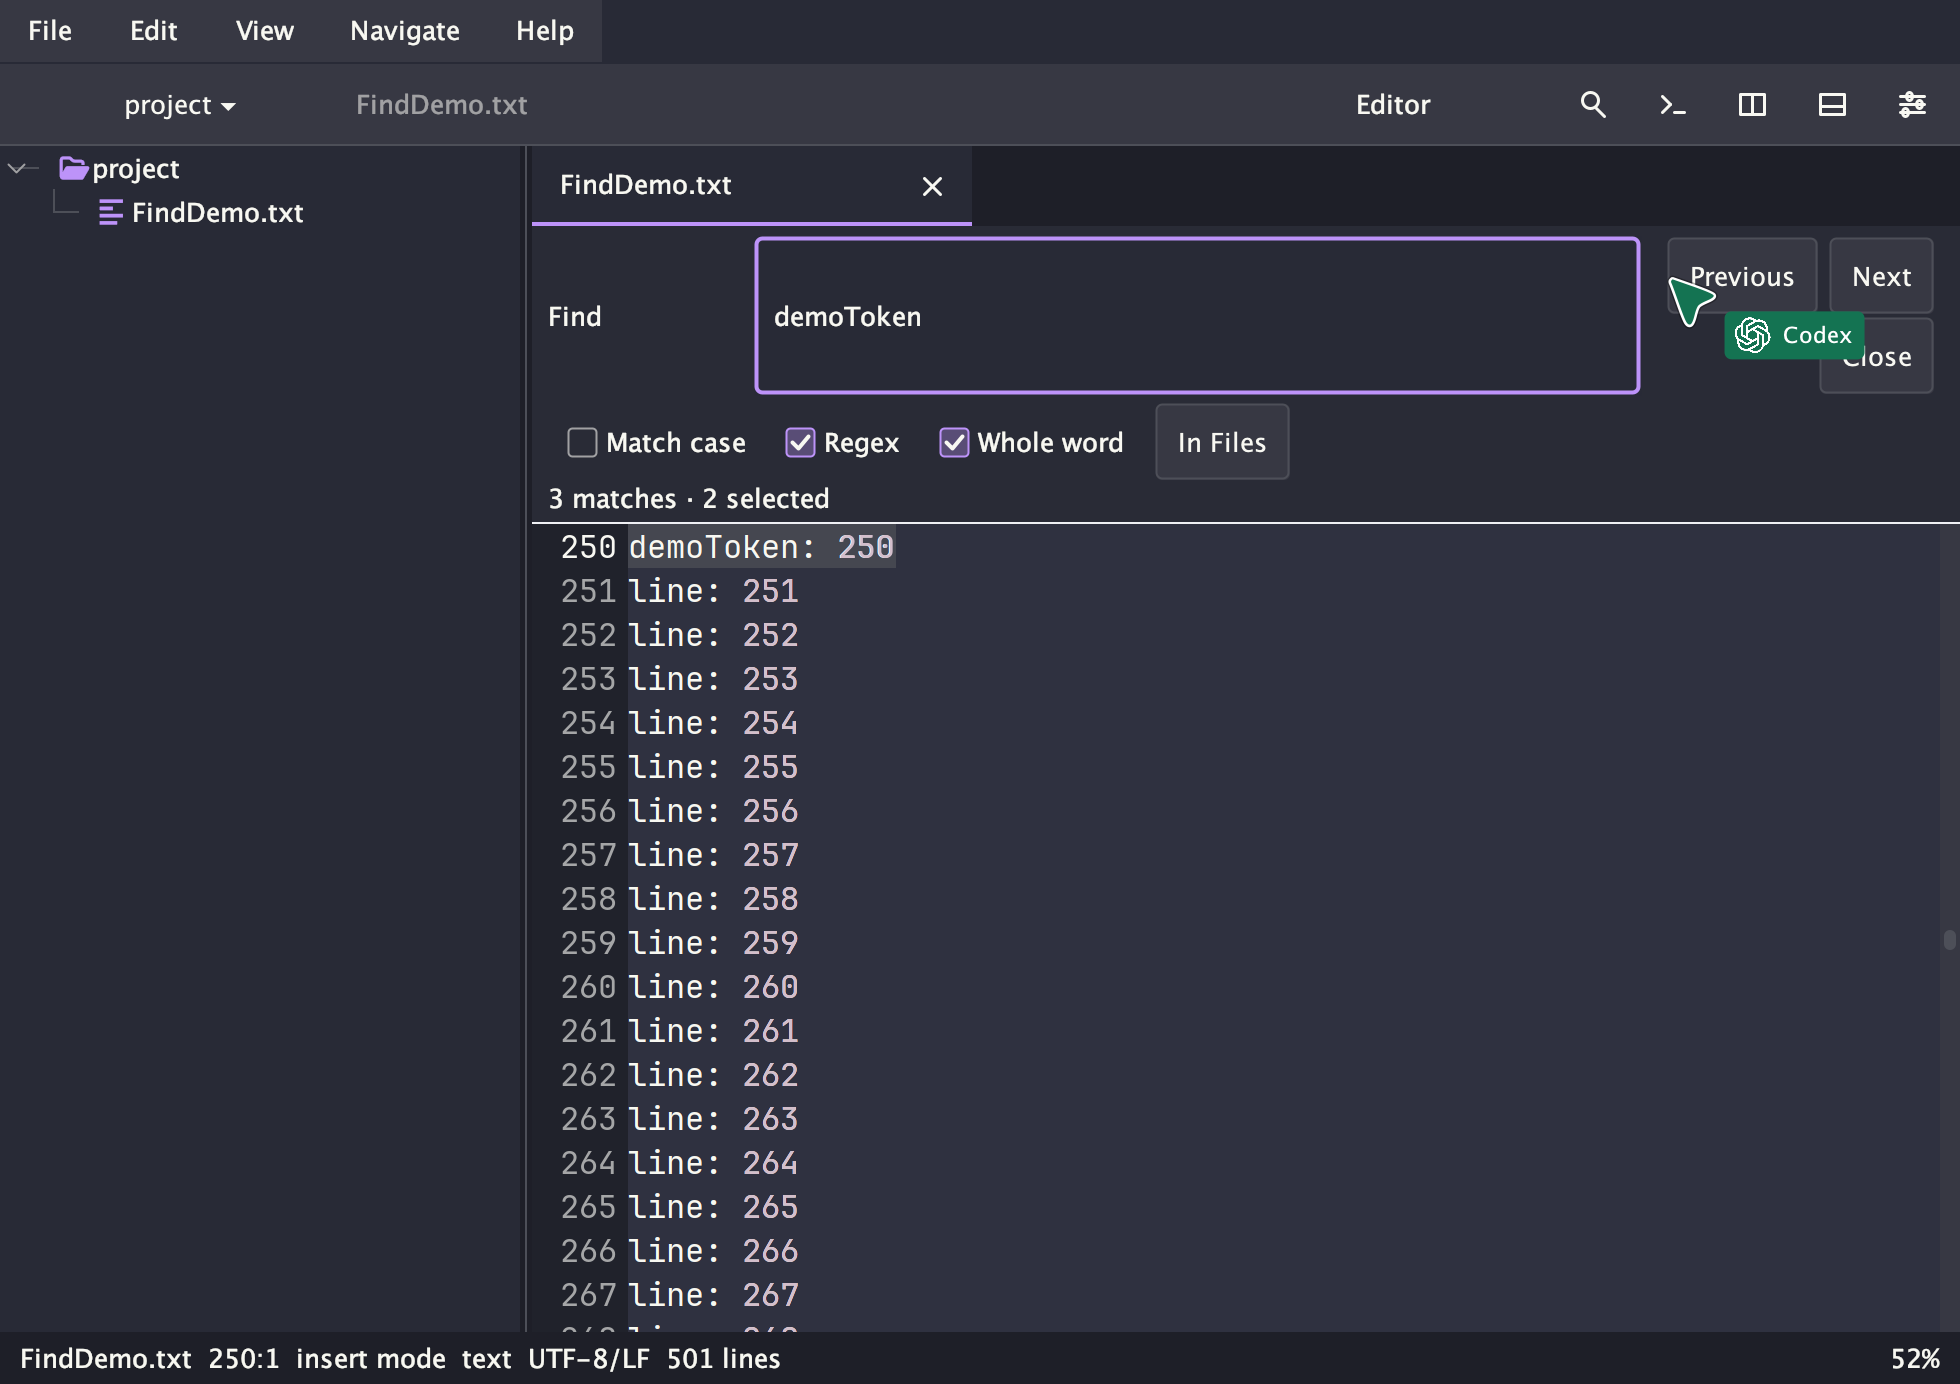 File Edit View Navigate Help
project FindDemo.txt Editor
project
FindDemo.txt
FindDemo.txt
Find demoToken Previous Next
Codex
Close
Match case Regex Whole word In Files
3 matches · 2 selected
250 demoToken: 250
251 line: 251
252 line: 252
253 line: 253
254 line: 254
255 line: 255
256 line: 256
257 line: 257
258 line: 258
259 line: 259
260 line: 260
261 line: 261
262 line: 262
263 line: 263
264 line: 264
265 line: 265
266 line: 266
267 line: 267
FindDemo.txt 250:1 insert mode text UTF-8/LF 501 lines 52%